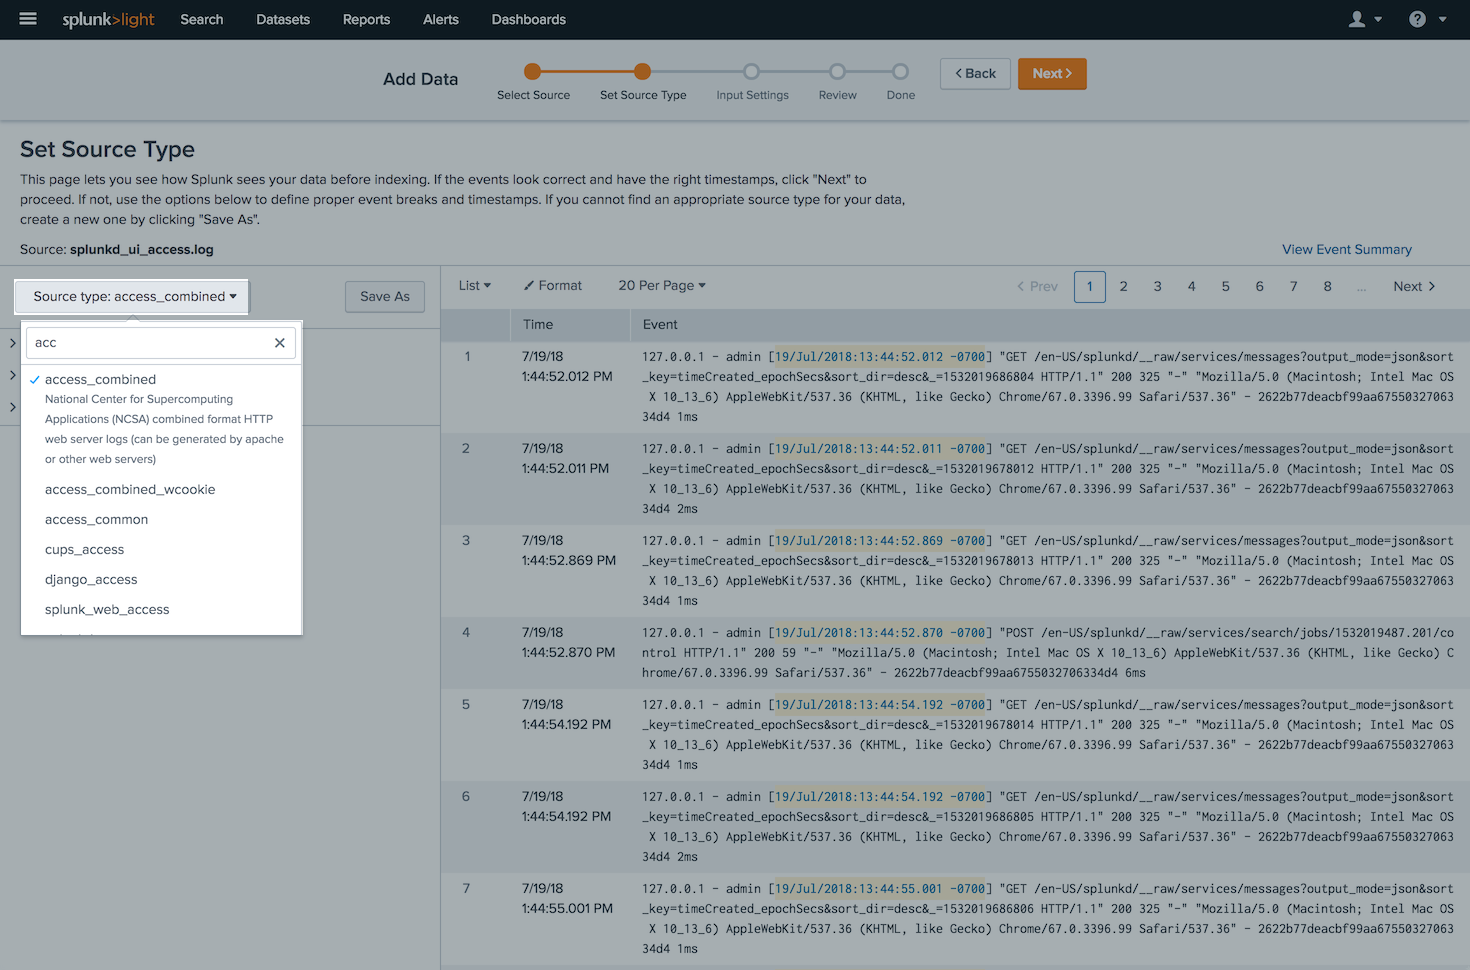 splunk>light Search Datasets Reports Alerts Dashboards
Add Data
Select Source Set Source Type Input Settings Review Done
Back Next
Set Source Type
This page lets you see how Splunk sees your data before indexing. If the events look correct and have the right timestamps, click "Next" to
proceed. If not, use the options below to define proper event breaks and timestamps. If you cannot find an appropriate source type for your data,
create a new one by clicking "Save As".
Source: splunkd_ui_access.log
View Event Summary
Source type: access_combined
Save As
acc
access_combined
National Center for Supercomputing
Applications (NCSA) combined format HTTP
web server logs (can be generated by apache
or other web servers)
access_combined_wcookie
access_common
cups_access
django_access
splunk_web_access
List Format 20 Per Page Prev 1 2 3 4 5 6 7 8 ... Next
Time Event
1 7/19/18 127.0.0.1 - admin [19/Jul/2018:13:44:52.012 -0700] "GET /en-US/splunkd/__raw/services/messages?output_mode=json&sort
1:44:52.012 PM _key=timeCreated_epochSecs&sort_dir=desc&_=1532019686804 HTTP/1.1" 200 325 "-" "Mozilla/5.0 (Macintosh; Intel Mac OS
X 10_13_6) AppleWebKit/537.36 (KHTML, like Gecko) Chrome/67.0.3396.99 Safari/537.36" - 2622b77deacbf99aa67550327063
34d4 1ms
2 7/19/18 127.0.0.1 - admin [19/Jul/2018:13:44:52.011 -0700] "GET /en-US/splunkd/__raw/services/messages?output_mode=json&sort
1:44:52.011 PM _key=timeCreated_epochSecs&sort_dir=desc&_=1532019678012 HTTP/1.1" 200 325 "-" "Mozilla/5.0 (Macintosh; Intel Mac OS
X 10_13_6) AppleWebKit/537.36 (KHTML, like Gecko) Chrome/67.0.3396.99 Safari/537.36" - 2622b77deacbf99aa67550327063
34d4 2ms
3 7/19/18 127.0.0.1 - admin [19/Jul/2018:13:44:52.869 -0700] "GET /en-US/splunkd/__raw/services/messages?output_mode=json&sort
1:44:52.869 PM _key=timeCreated_epochSecs&sort_dir=desc&_=1532019678013 HTTP/1.1" 200 325 "-" "Mozilla/5.0 (Macintosh; Intel Mac OS
X 10_13_6) AppleWebKit/537.36 (KHTML, like Gecko) Chrome/67.0.3396.99 Safari/537.36" - 2622b77deacbf99aa67550327063
34d4 1ms
4 7/19/18 127.0.0.1 - admin [19/Jul/2018:13:44:52.870 -0700] "POST /en-US/splunkd/__raw/services/search/jobs/1532019487.201/co
1:44:52.870 PM ntrol HTTP/1.1" 200 59 "-" "Mozilla/5.0 (Macintosh; Intel Mac OS X 10_13_6) AppleWebKit/537.36 (KHTML, like Gecko) C
hrome/67.0.3396.99 Safari/537.36" - 2622b77deacbf99aa6755032706334d4 6ms
5 7/19/18 127.0.0.1 - admin [19/Jul/2018:13:44:54.192 -0700] "GET /en-US/splunkd/__raw/services/messages?output_mode=json&sort
1:44:54.192 PM _key=timeCreated_epochSecs&sort_dir=desc&_=1532019678014 HTTP/1.1" 200 325 "-" "Mozilla/5.0 (Macintosh; Intel Mac OS
X 10_13_6) AppleWebKit/537.36 (KHTML, like Gecko) Chrome/67.0.3396.99 Safari/537.36" - 2622b77deacbf99aa67550327063
34d4 1ms
6 7/19/18 127.0.0.1 - admin [19/Jul/2018:13:44:54.192 -0700] "GET /en-US/splunkd/__raw/services/messages?output_mode=json&sort
1:44:54.192 PM _key=timeCreated_epochSecs&sort_dir=desc&_=1532019686805 HTTP/1.1" 200 325 "-" "Mozilla/5.0 (Macintosh; Intel Mac OS
X 10_13_6) AppleWebKit/537.36 (KHTML, like Gecko) Chrome/67.0.3396.99 Safari/537.36" - 2622b77deacbf99aa67550327063
34d4 2ms
7 7/19/18 127.0.0.1 - admin [19/Jul/2018:13:44:55.001 -0700] "GET /en-US/splunkd/__raw/services/messages?output_mode=json&sort
1:44:55.001 PM _key=timeCreated_epochSecs&sort_dir=desc&_=1532019686806 HTTP/1.1" 200 325 "-" "Mozilla/5.0 (Macintosh; Intel Mac OS
X 10_13_6) AppleWebKit/537.36 (KHTML, like Gecko) Chrome/67.0.3396.99 Safari/537.36" - 2622b77deacbf99aa67550327063
34d4 1ms